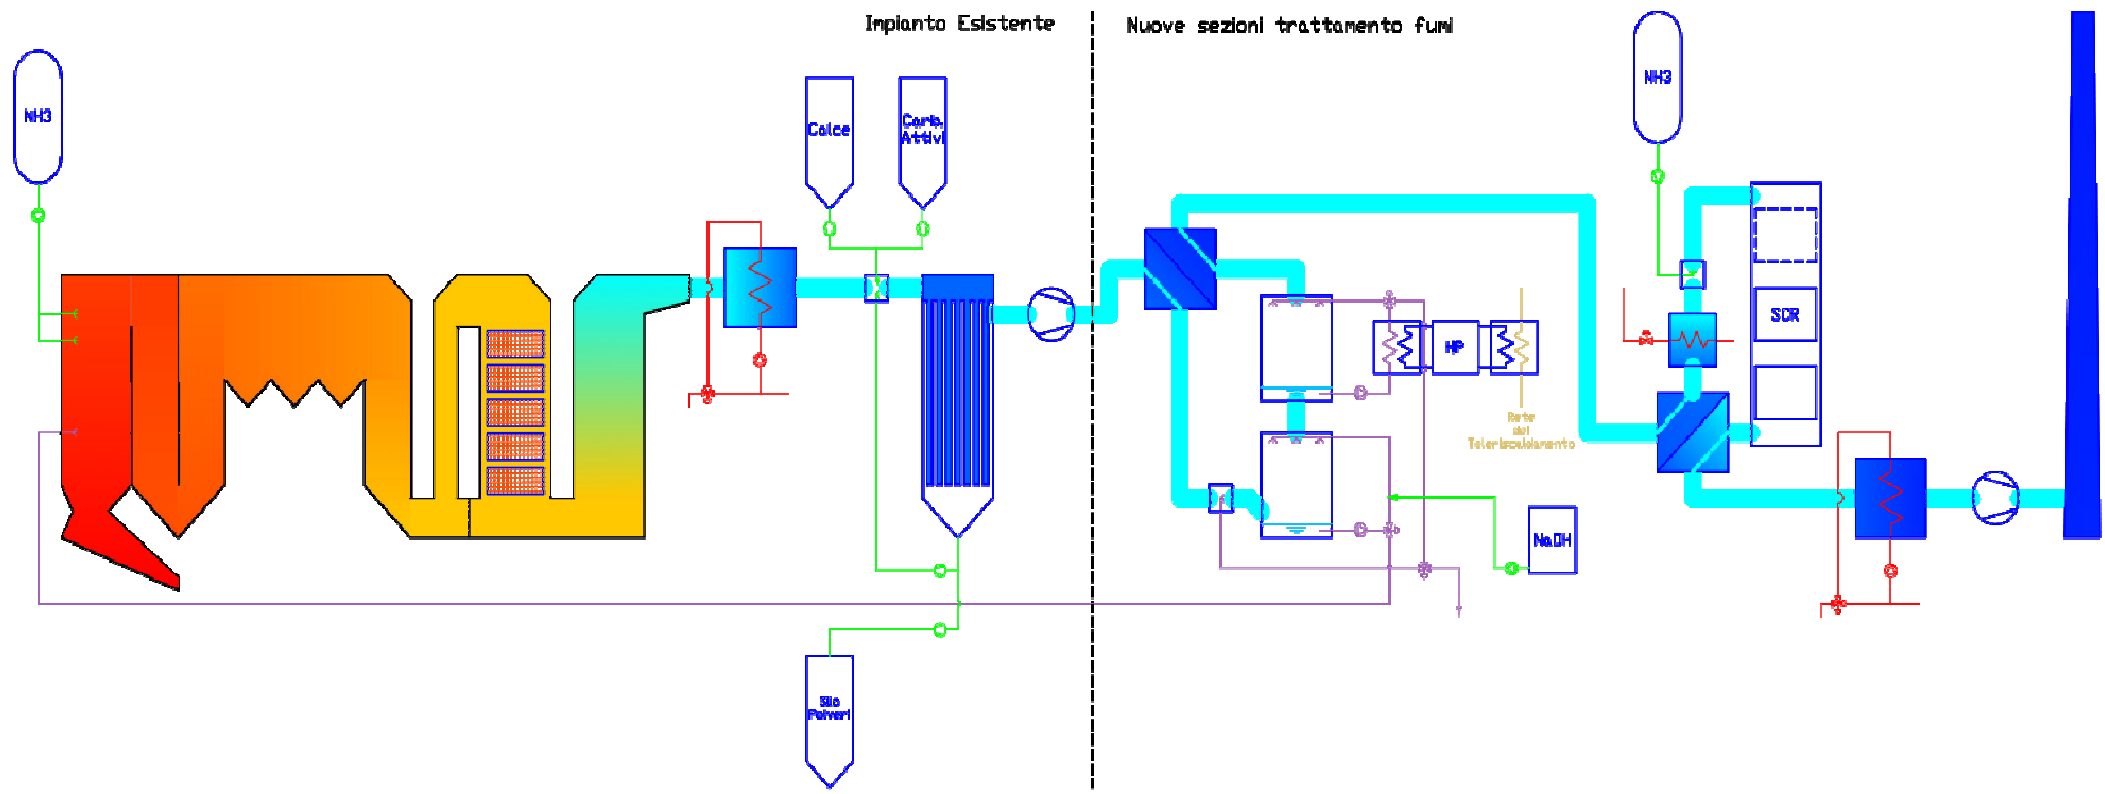 Impianto Esistente
Nuove sezioni trattamento fumi
NH3
NH3
Calce
Carb.
Attivi
SCR
HP
Rete
del
Teleriscaldamento
NaOH
Silo
Polveri